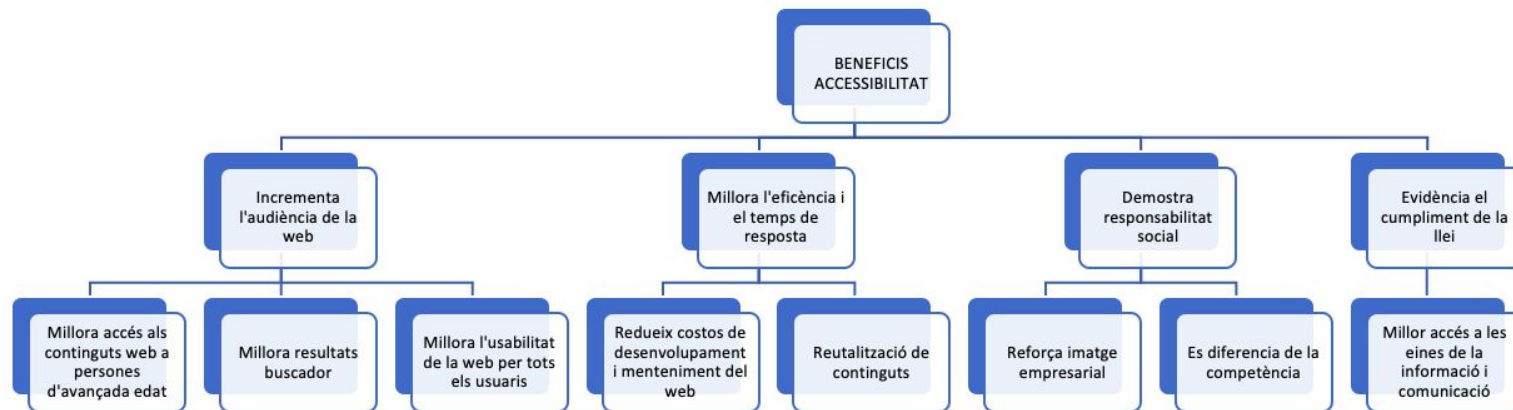 BENEFICIS
ACCESSIBILITAT
Incrementa
l'audiència de la
web
Millora l'eficència i
el temps de
resposta
Demostra
responsabilitat
social
Evidència el
cumpliment de la
llei
Millora accés als
continguts web a
persones
d'avançada edat
Millora resultats
buscador
Millora l'usabilitat
de la web per tots
els usuaris
Redueix costos de
desenvolupament
i menteniment del
web
Reutalització de
continguts
Reforça imatge
empresarial
Es diferencia de la
competència
Millor accés a les
eines de la
informació i
comunicació